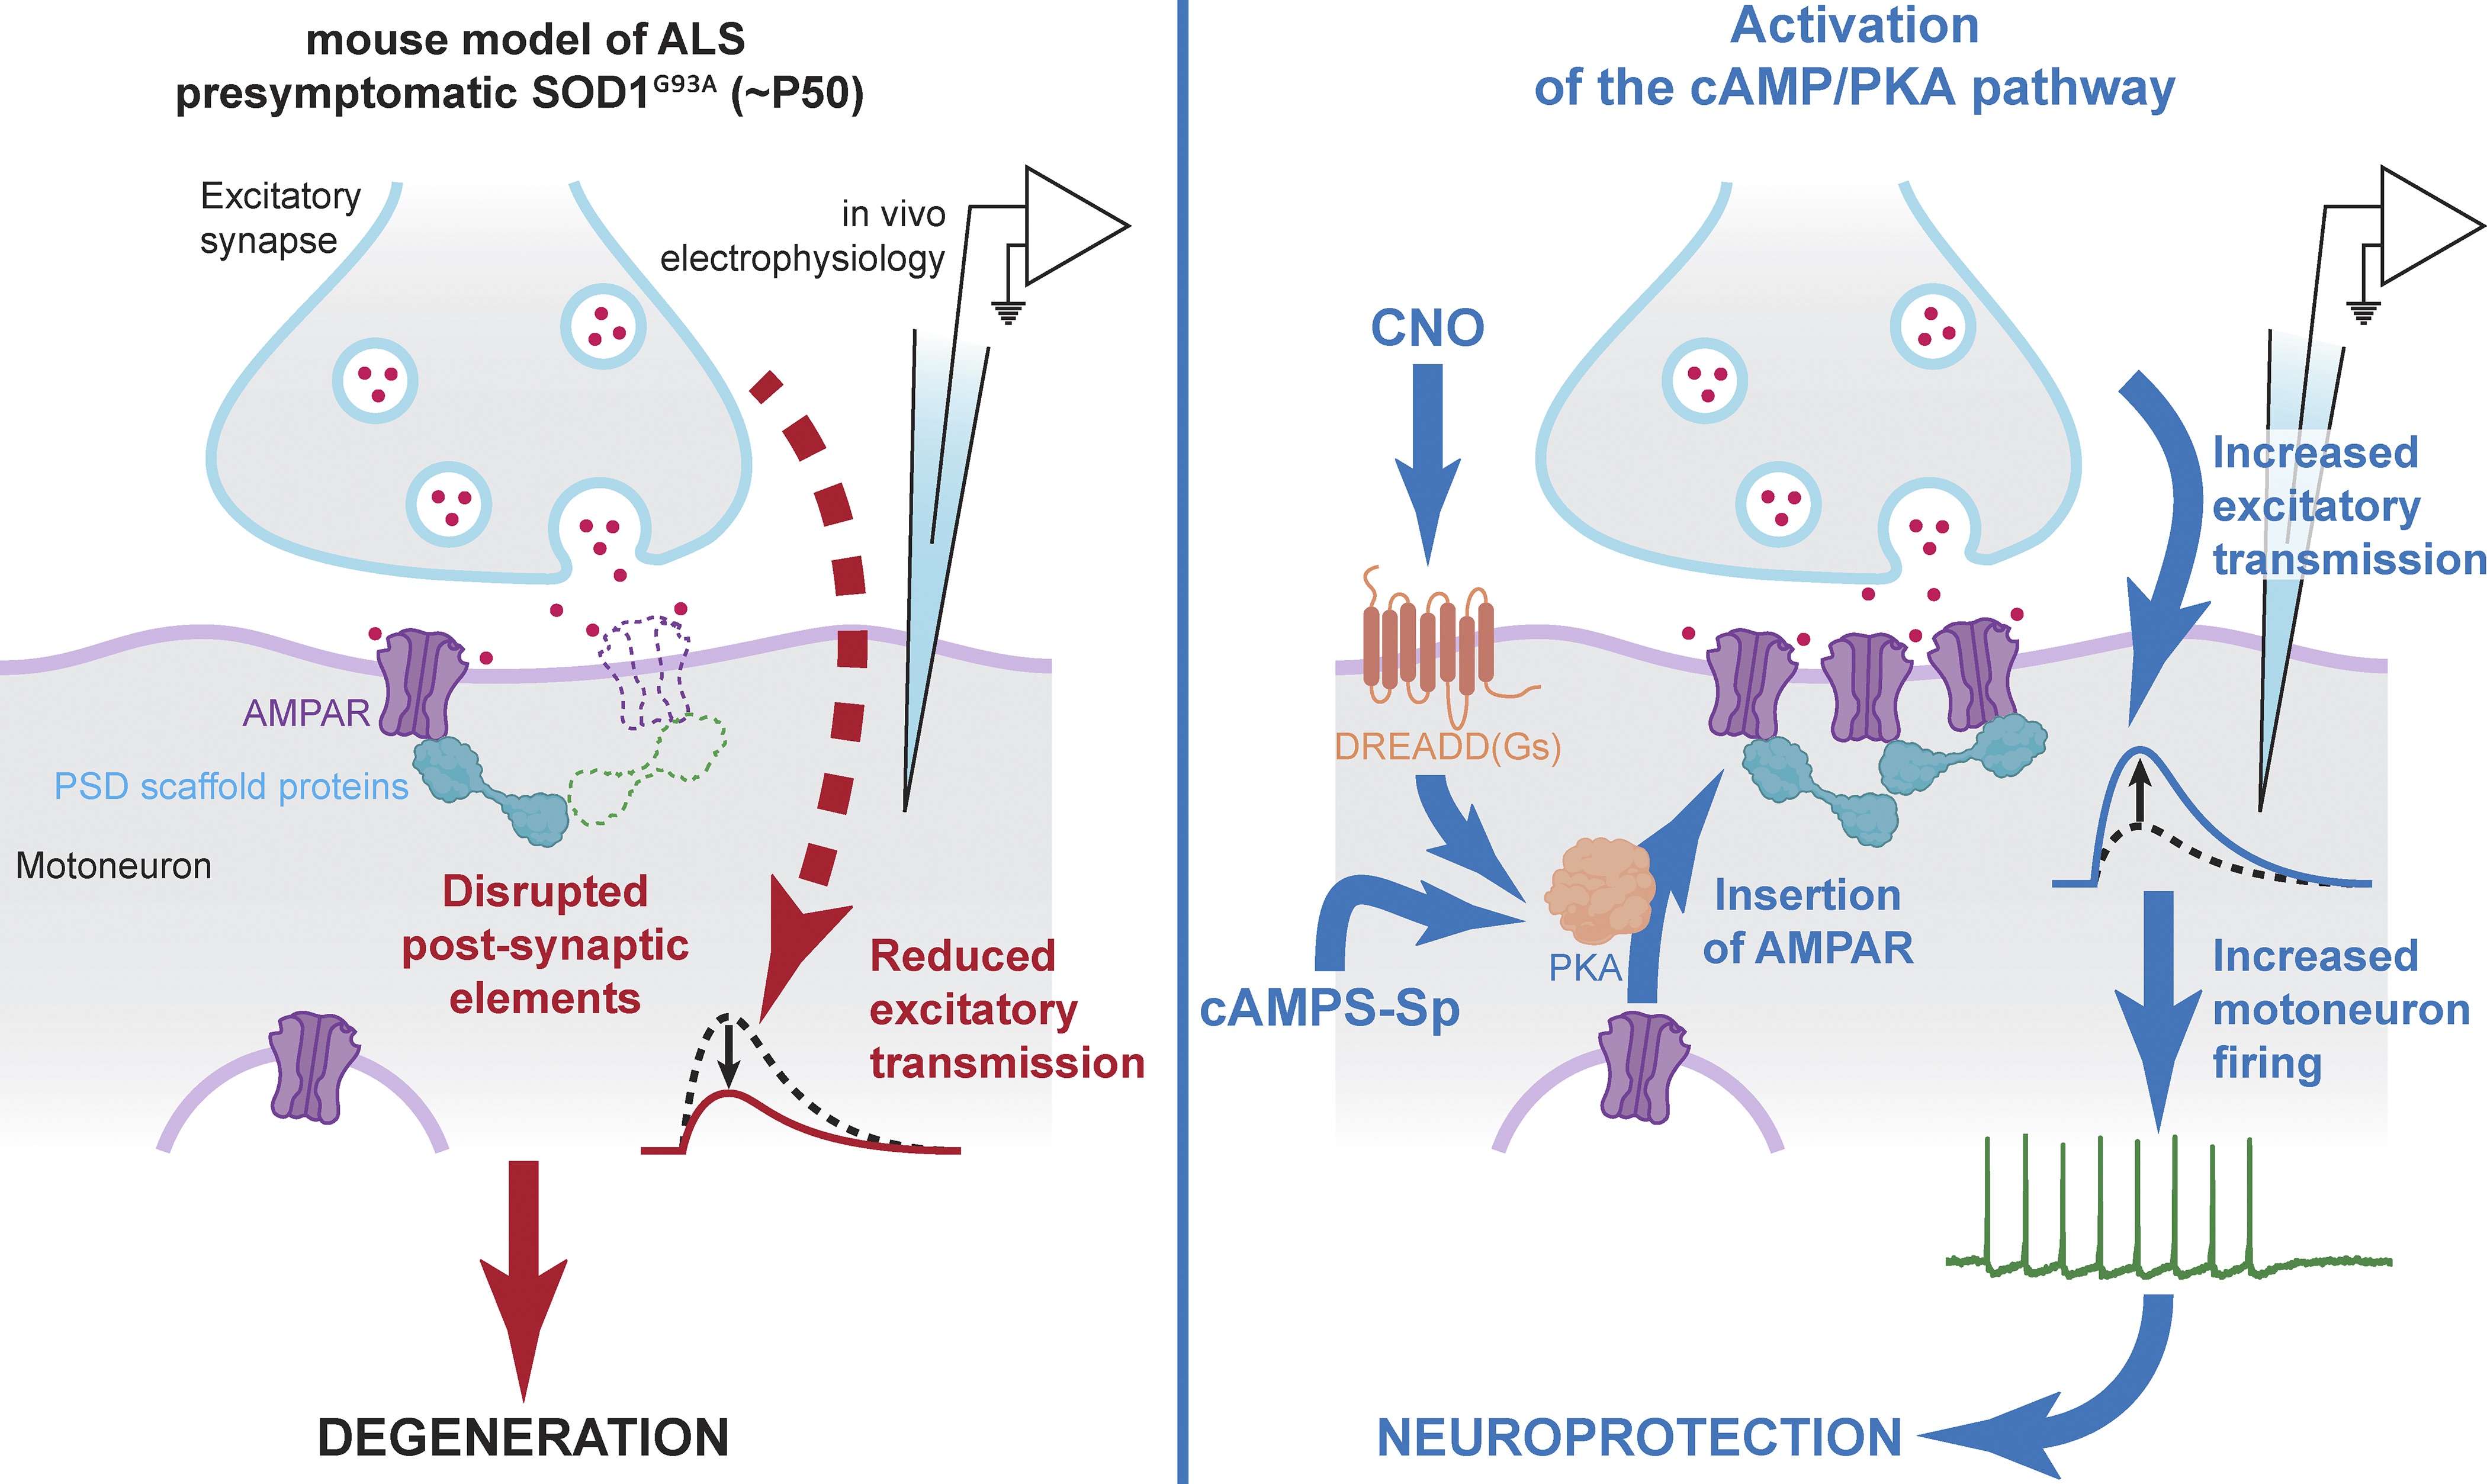 mouse model of ALS
presymptomatic SOD1G93A (~P50)
Excitatory
synapse
in vivo
electrophysiology
AMPAR
PSD scaffold proteins
Motoneuron
Disrupted
post-synaptic
elements
Reduced
excitatory
transmission
DEGENERATION
Activation
of the cAMP/PKA pathway
CNO
Increased
excitatory
transmission
DREADD(Gs)
PKA
cAMPS-Sp
Insertion
of AMPAR
Increased
motoneuron
firing
NEUROPROTECTION